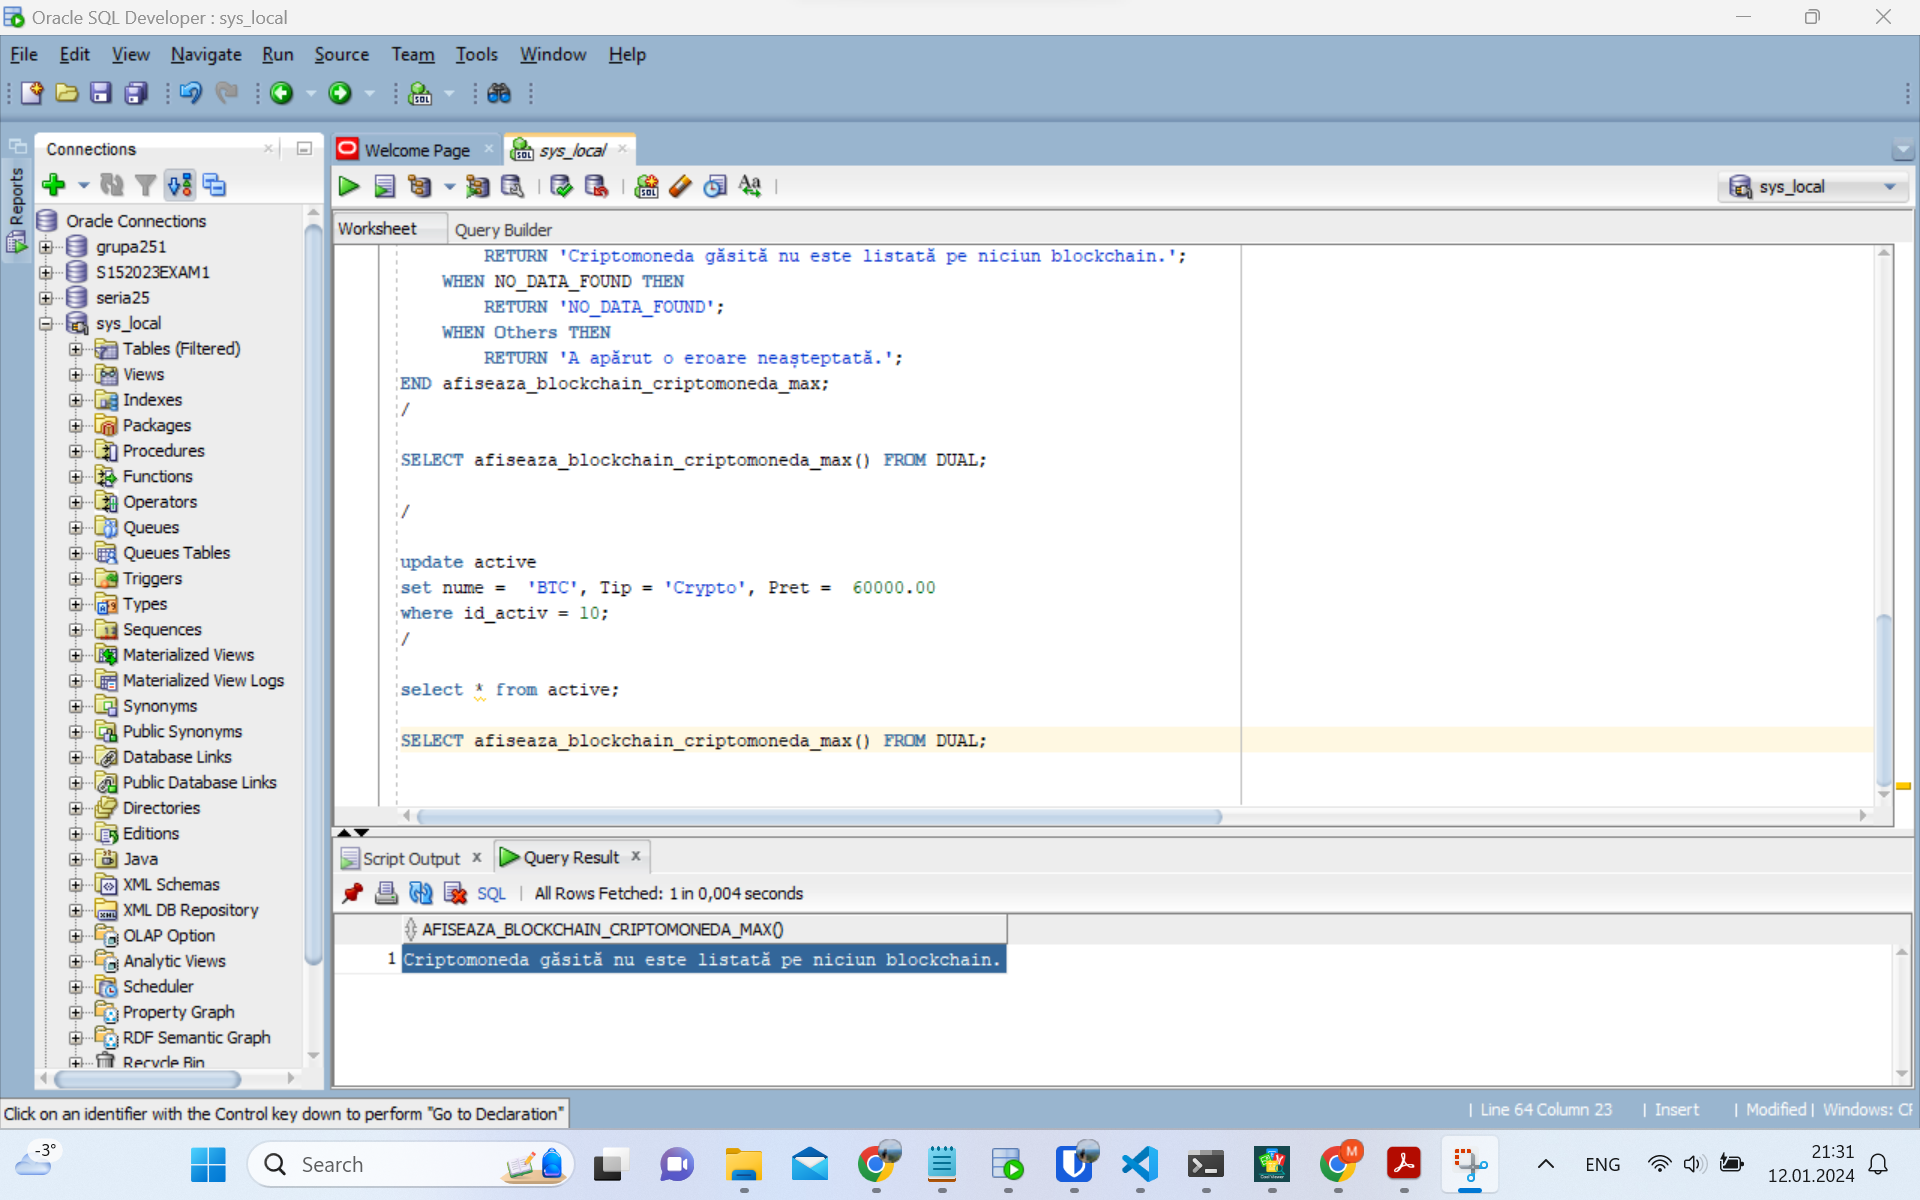 Oracle SQL Developer : sys_local
File Edit View Navigate Run Source Team Tools Window Help
Reports
Connections
Oracle Connections
grupa251
S152023EXAM1
seria25
sys_local
Tables (Filtered)
Views
Indexes
Packages
Procedures
Functions
Operators
Queues
Queues Tables
Triggers
Types
Sequences
Materialized Views
Materialized View Logs
Synonyms
Public Synonyms
Database Links
Public Database Links
Directories
Editions
Java
XML Schemas
XML DB Repository
OLAP Option
Analytic Views
Scheduler
Property Graph
RDF Semantic Graph
Recycle Bin
Welcome Page
sys_local
sys_local
Worksheet Query Builder
RETURN 'Criptomoneda găsită nu este listată pe niciun blockchain.';
WHEN NO_DATA_FOUND THEN
RETURN 'NO_DATA_FOUND';
WHEN Others THEN
RETURN 'A apărut o eroare neașteptată.';
END afiseaza_blockchain_criptomoneda_max;
/
SELECT afiseaza_blockchain_criptomoneda_max() FROM DUAL;
/
update active
set nume =  'BTC', Tip = 'Crypto', Pret =  60000.00
where id_activ = 10;
/
select * from active;
SELECT afiseaza_blockchain_criptomoneda_max() FROM DUAL;
Script Output
Query Result
SQL | All Rows Fetched: 1 in 0,004 seconds
AFISEAZA_BLOCKCHAIN_CRIPTOMONEDA_MAX()
1 Criptomoneda găsită nu este listată pe niciun blockchain.
Click on an identifier with the Control key down to perform "Go to Declaration"
| Line 64 Column 23 | Insert | Modified | Windows: CF
-3°
Search
M
ENG
21:31
12.01.2024